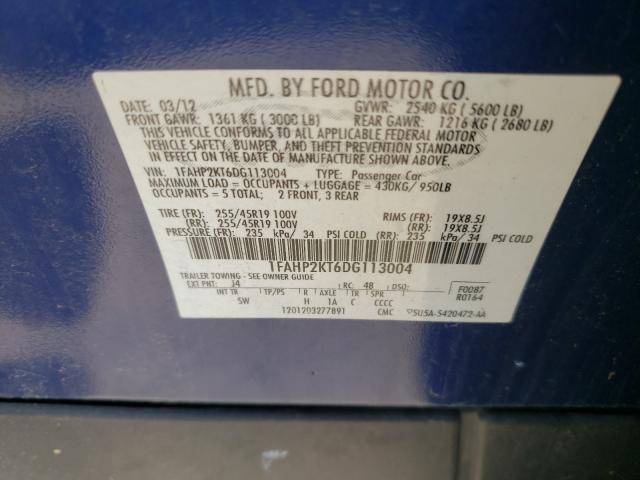 MFD. BY FORD MOTOR CO.
DATE: 03/12 GVWR: 2540 KG ( 5600 LB)
FRONT GAWR: 1361 KG ( 3000 LB) REAR GAWR: 1216 KG ( 2680 LB)
THIS VEHICLE CONFORMS TO ALL APPLICABLE FEDERAL MOTOR
VEHICLE SAFETY, BUMPER, AND THEFT PREVENTION STANDARDS
IN EFFECT ON THE DATE OF MANUFACTURE SHOWN ABOVE.
VIN: 1FAHP2KT6DG113004 TYPE: Passenger Car
MAXIMUM LOAD = OCCUPANTS + LUGGAGE = 430KG/ 950LB
OCCUPANTS = 5 TOTAL; 2 FRONT, 3 REAR
TIRE (FR): 255/45R19 100V RIMS (FR): 19X8.5J
(RR): 255/45R19 100V (RR): 19X8.5J
PRESSURE (FR): 235 kPa/ 34 PSI COLD (RR): 235 kPa/ 34 PSI COLD
1FAHP2KT6DG113004
TRAILER TOWING - SEE OWNER GUIDE
EXT PNT: J4 RC: 48 DSO: F0087
INT TR TP/PS R AXLE TR SPR R0164
SW H 1A C CCCC
1201203277891 CMC 5U5A-5420472-AA